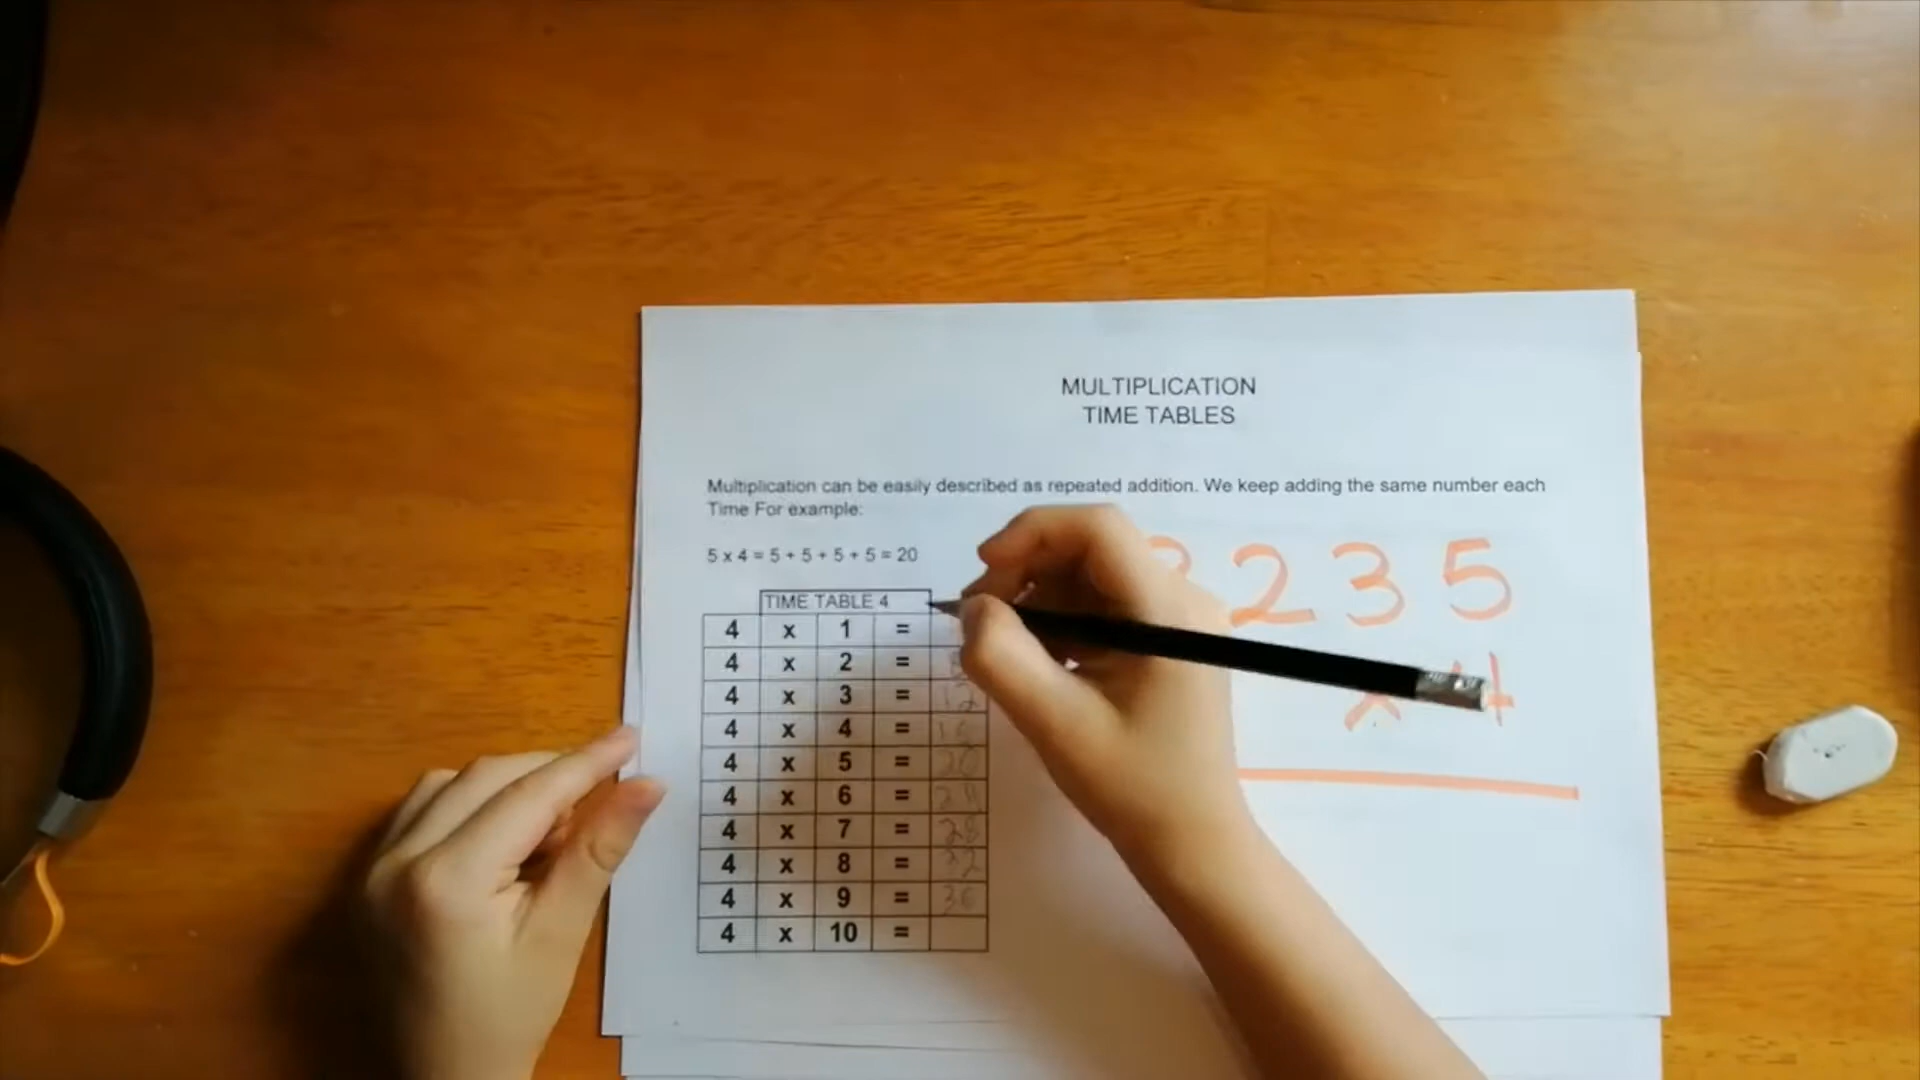 MULTIPLICATION
TIME TABLES
Multiplication can be easily described as repeated addition. We keep adding the same number each
Time For example:
5 x 4 = 5 + 5 + 5 + 5 = 20
TIME TABLE 4
4 x 1 =
4 x 2 =
4 x 3 = 12
4 x 4 =
4 x 5 = 20
4 x 6 = 24
4 x 7 = 28
4 x 8 = 32
4 x 9 = 36
4 x 10 =
2 3 5
x 4